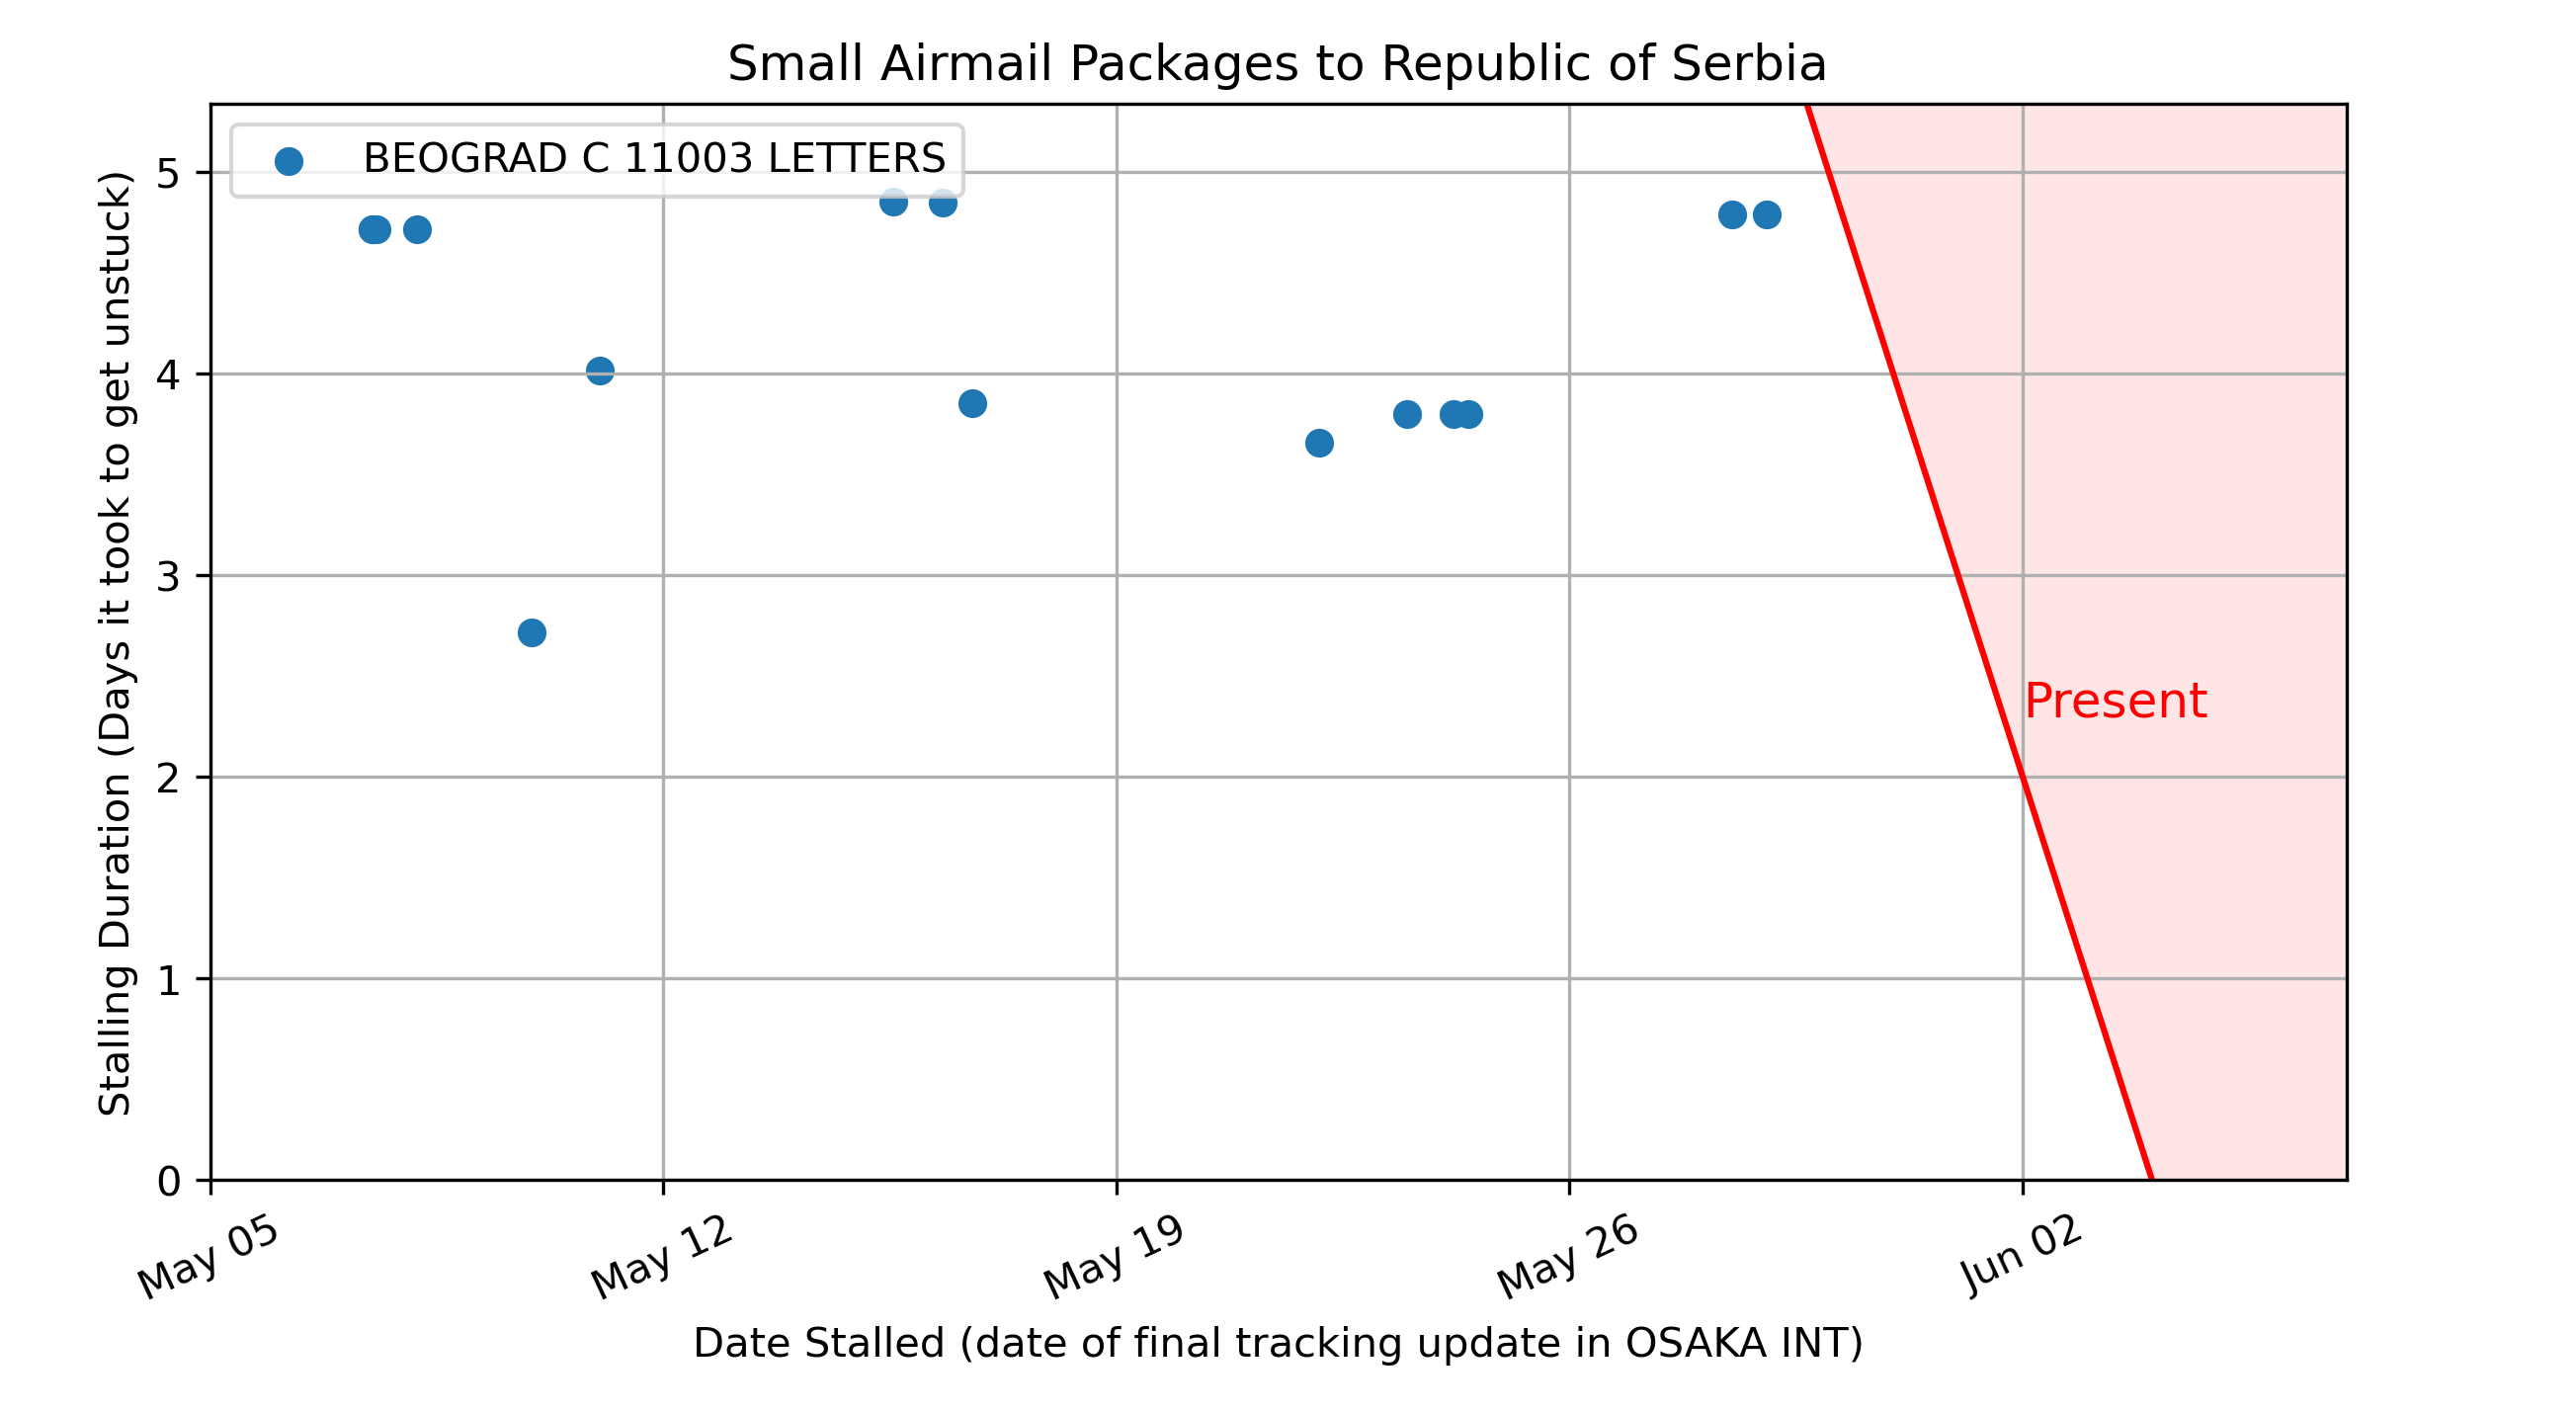 Small Airmail Packages to Republic of Serbia
BEOGRAD C 11003 LETTERS
Stalling Duration (Days it took to get unstuck)
5
4
3
2
1
0
Present
May 05
May 12
May 19
May 26
Jun 02
Date Stalled (date of final tracking update in OSAKA INT)